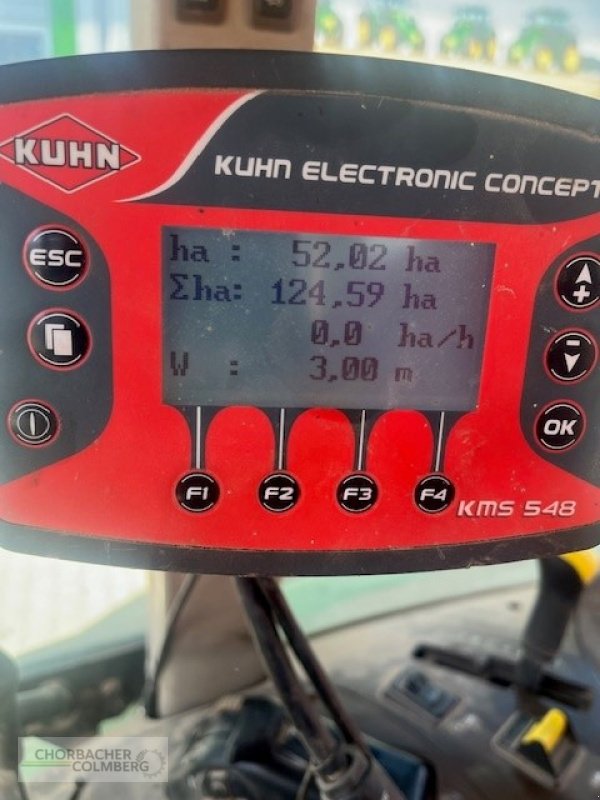 KUHN
KUHN ELECTRONIC CONCEPT
ESC
ha : 52,02 ha
Σha: 124,59 ha
0,0 ha/h
W : 3,00 m
+
-
OK
F1 F2 F3 F4
KMS 548
CHORBACHER
COLMBERG